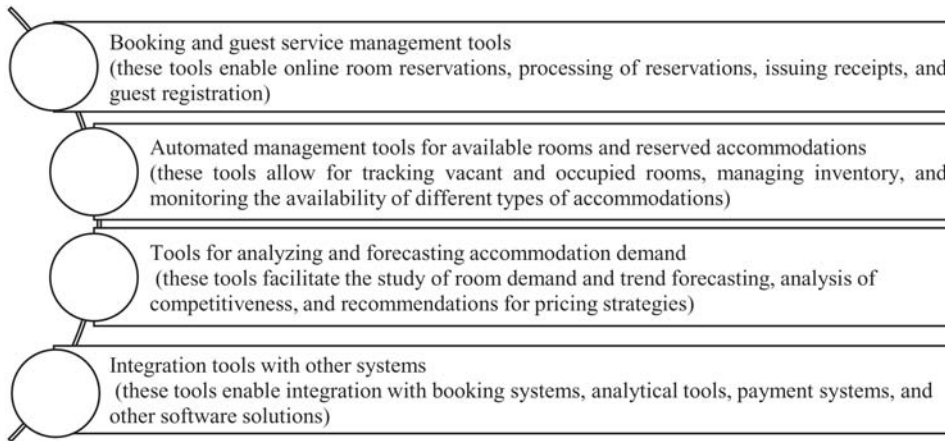 Booking and guest service management tools
(these tools enable online room reservations, processing of reservations, issuing receipts, and
guest registration)
Automated management tools for available rooms and reserved accommodations
(these tools allow for tracking vacant and occupied rooms, managing inventory, and
monitoring the availability of different types of accommodations)
Tools for analyzing and forecasting accommodation demand
(these tools facilitate the study of room demand and trend forecasting, analysis of
competitiveness, and recommendations for pricing strategies)
Integration tools with other systems
(these tools enable integration with booking systems, analytical tools, payment systems, and
other software solutions)